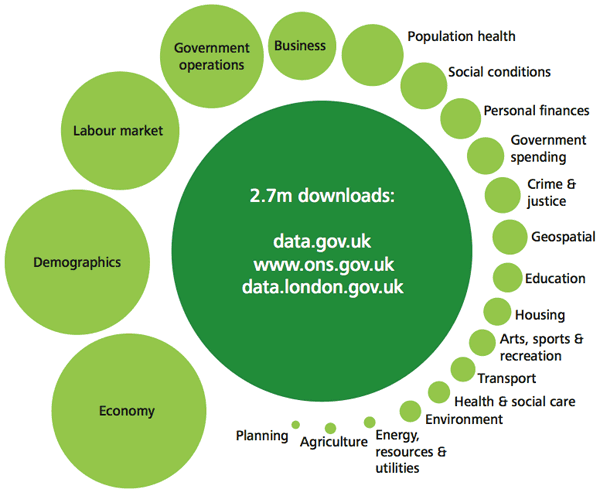 Government
operations
Business
Population health
Social conditions
Personal finances
Government
spending
Crime &
justice
Geospatial
Education
Housing
Arts, sports &
recreation
Transport
Health & social care
Environment
Energy,
resources &
utilities
Agriculture
Planning
Economy
Demographics
Labour market
2.7m downloads:
data.gov.uk
www.ons.gov.uk
data.london.gov.uk